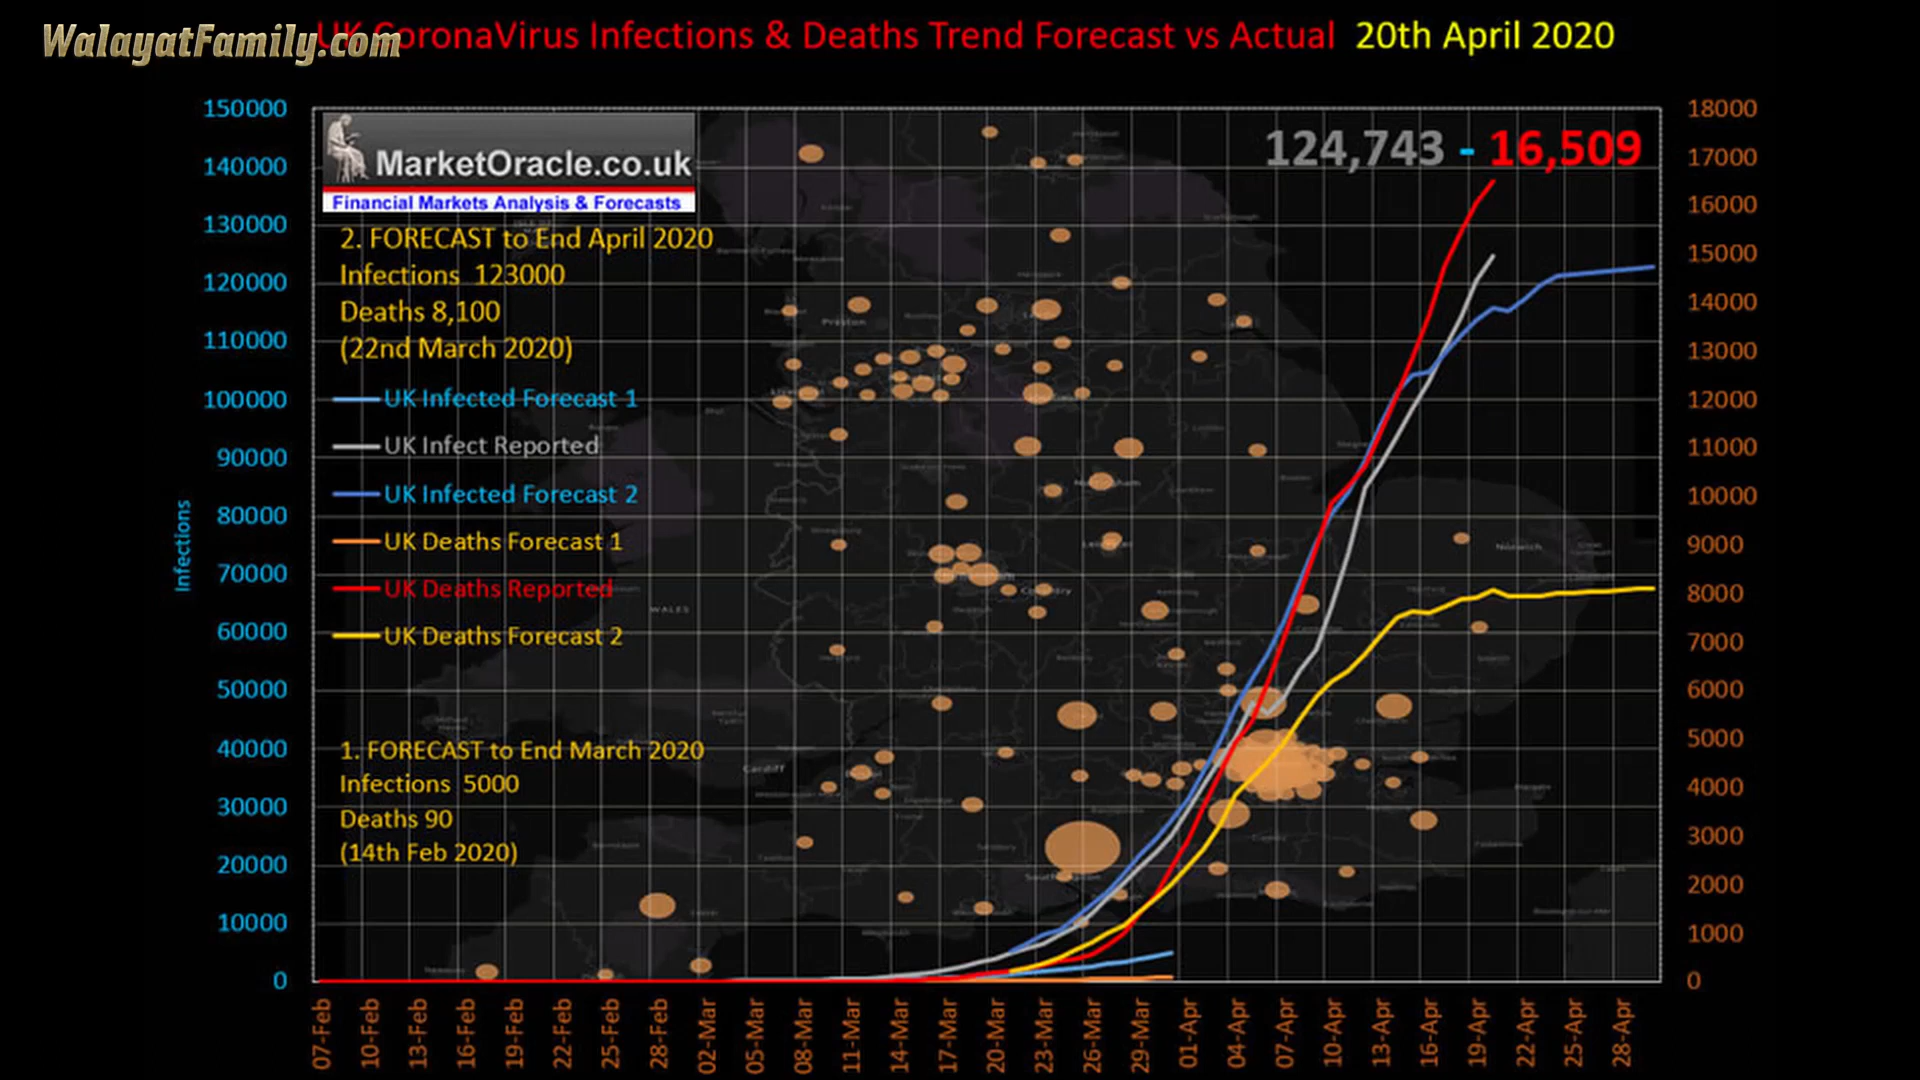 WalayatFamily.com
UK CoronaVirus Infections & Deaths Trend Forecast vs Actual 20th April 2020
124,743 - 16,509
MarketOracle.co.uk
Financial Markets Analysis & Forecasts
2. FORECAST to End April 2020
Infections 123000
Deaths 8,100
(22nd March 2020)
UK Infected Forecast 1
UK Infect Reported
UK Infected Forecast 2
UK Deaths Forecast 1
UK Deaths Reported
UK Deaths Forecast 2
1. FORECAST to End March 2020
Infections 5000
Deaths 90
(14th Feb 2020)
Infections
150000
140000
130000
120000
110000
100000
90000
80000
70000
60000
50000
40000
30000
20000
10000
0
18000
17000
16000
15000
14000
13000
12000
11000
10000
9000
8000
7000
6000
5000
4000
3000
2000
1000
0
Preston
Norwich
WALES
Cardiff
07-Feb
10-Feb
13-Feb
16-Feb
19-Feb
22-Feb
25-Feb
28-Feb
02-Mar
05-Mar
08-Mar
11-Mar
14-Mar
17-Mar
20-Mar
23-Mar
26-Mar
29-Mar
01-Apr
04-Apr
07-Apr
10-Apr
13-Apr
16-Apr
19-Apr
22-Apr
25-Apr
28-Apr